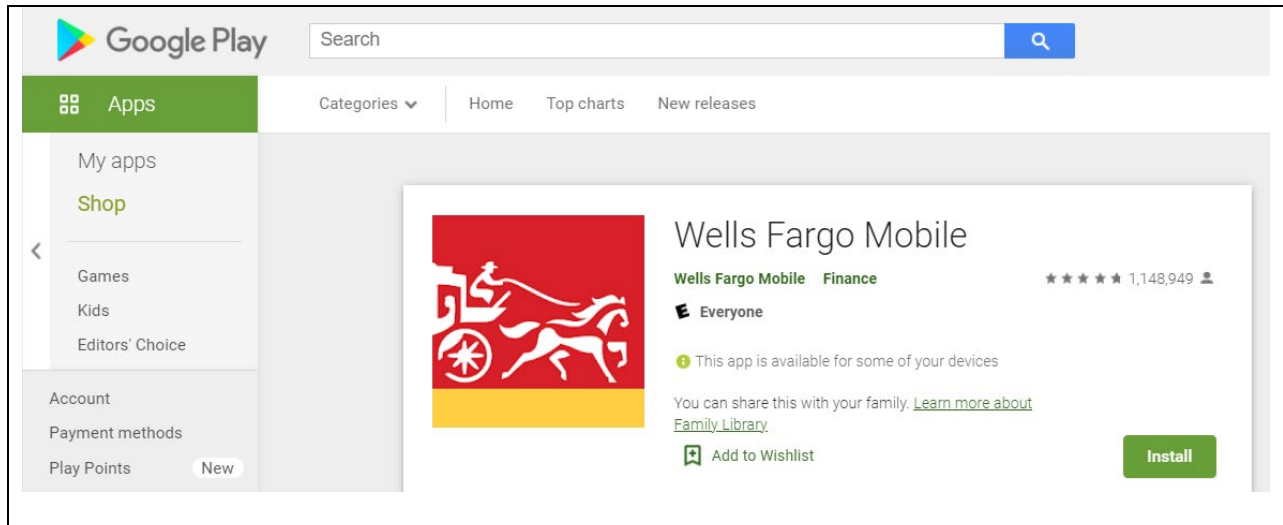 Google Play
Search
Apps
Categories
Home
Top charts
New releases
My apps
Shop
Games
Kids
Editors' Choice
Account
Payment methods
Play Points
New
Wells Fargo Mobile
Wells Fargo Mobile Finance
1,148,949
E Everyone
This app is available for some of your devices
You can share this with your family. Learn more about
Family Library
Add to Wishlist
Install